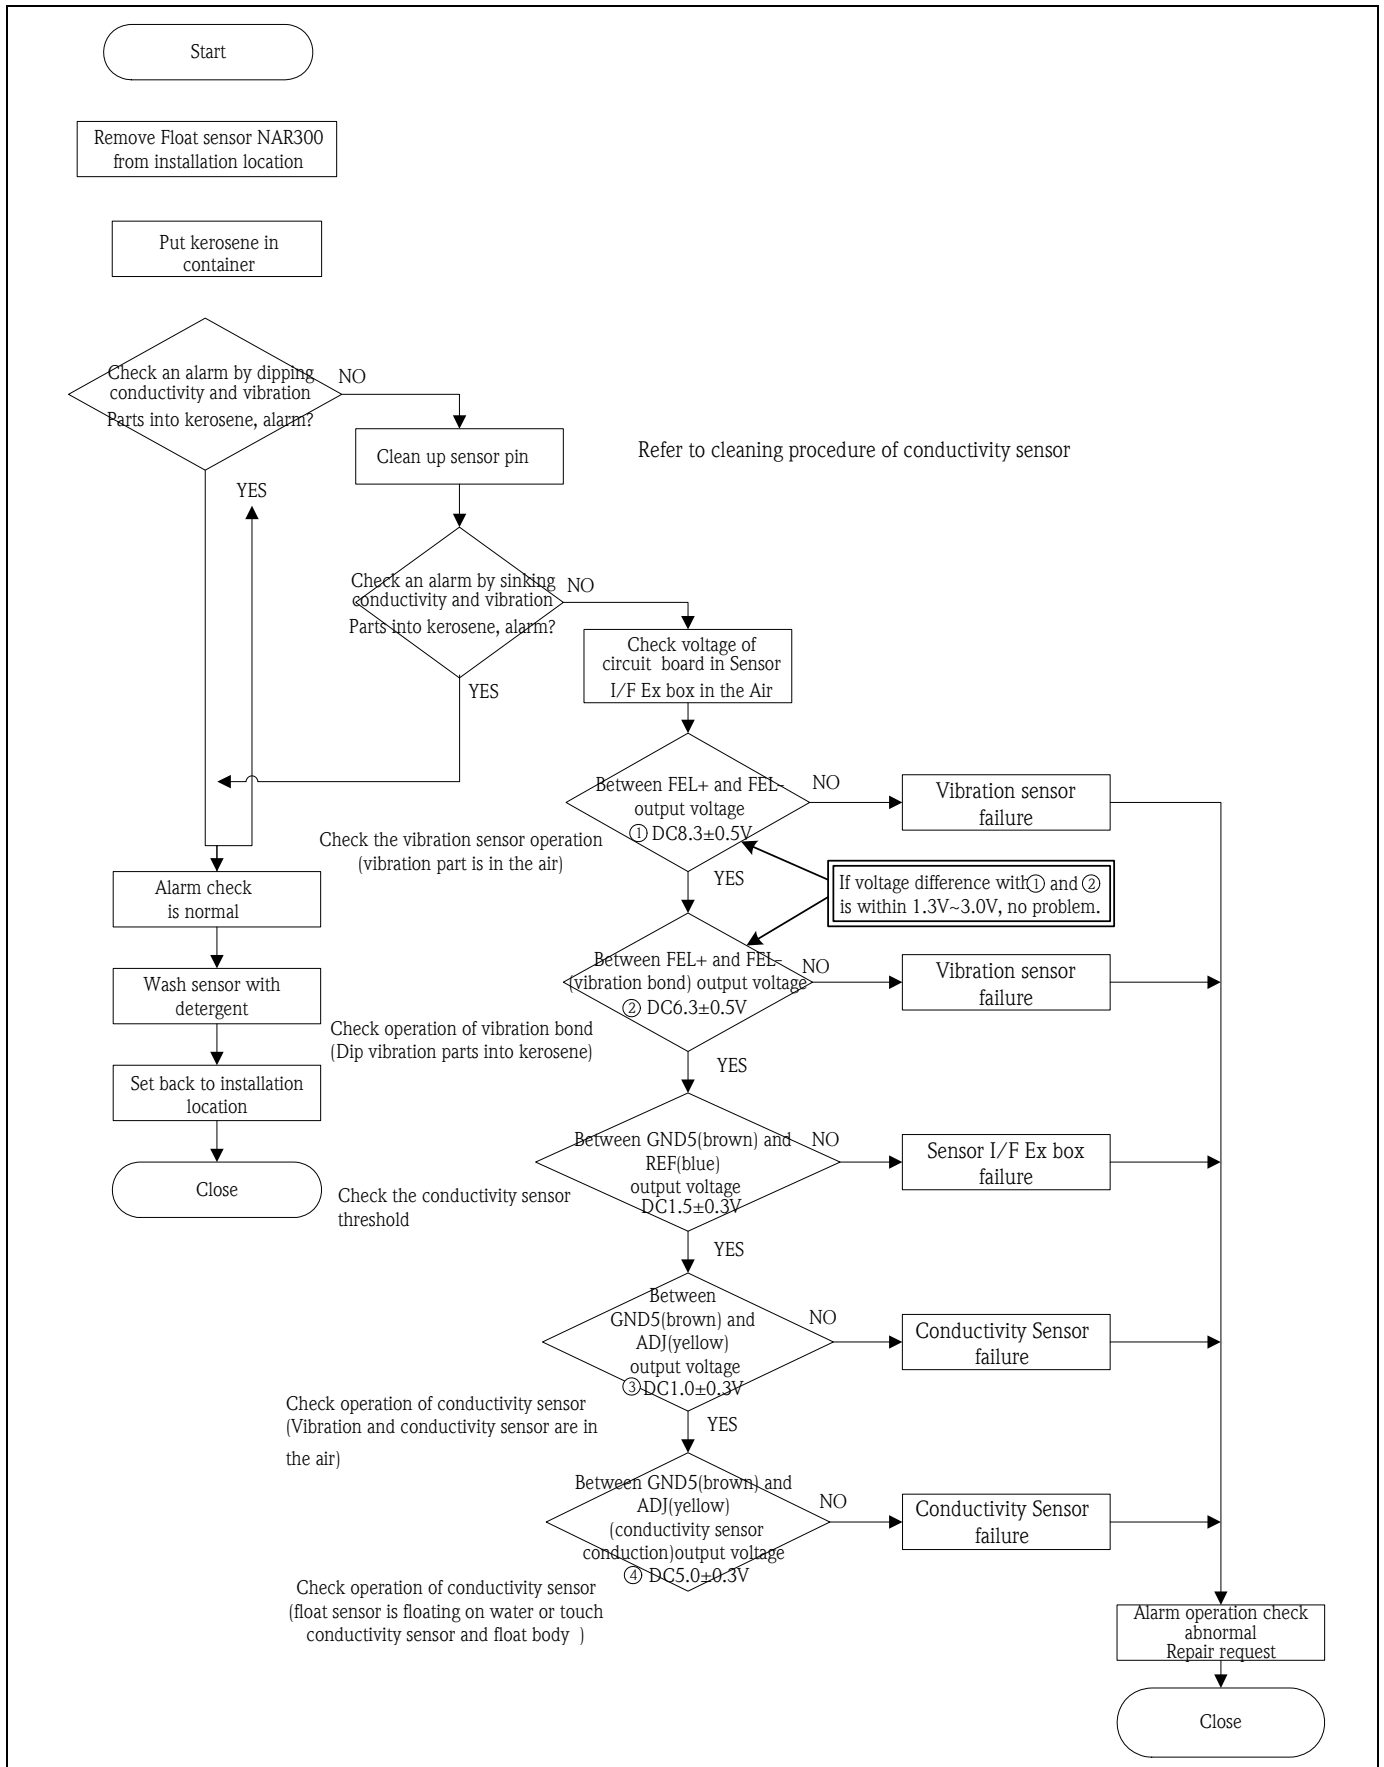 Start
Remove Float sensor NAR300
from installation location
Put kerosene in
container
Check an alarm by dipping
conductivity and vibration
Parts into kerosene, alarm?
NO
YES
Clean up sensor pin
Refer to cleaning procedure of conductivity sensor
Check an alarm by sinking
conductivity and vibration
Parts into kerosene, alarm?
NO
YES
Check voltage of
circuit board in Sensor
I/F Ex box in the Air
Between FEL+ and FEL-
output voltage
① DC8.3±0.5V
NO
YES
Vibration sensor
failure
Check the vibration sensor operation
(vibration part is in the air)
If voltage difference with① and ②
is within 1.3V~3.0V, no problem.
Alarm check
is normal
Between FEL+ and FEL-
(vibration bond) output voltage
② DC6.3±0.5V
NO
YES
Vibration sensor
failure
Wash sensor with
detergent
Check operation of vibration bond
(Dip vibration parts into kerosene)
Set back to installation
location
Close
Between GND5(brown) and
REF(blue)
output voltage
DC1.5±0.3V
NO
YES
Sensor I/F Ex box
failure
Check the conductivity sensor
threshold
Between
GND5(brown) and
ADJ(yellow)
output voltage
③DC1.0±0.3V
NO
YES
Conductivity Sensor
failure
Check operation of conductivity sensor
(Vibration and conductivity sensor are in
the air)
Between GND5(brown) and
ADJ(yellow)
(conductivity sensor
conduction)output voltage
④ DC5.0±0.3V
NO
Conductivity Sensor
failure
Check operation of conductivity sensor
(float sensor is floating on water or touch
conductivity sensor and float body )
Alarm operation check
abnormal
Repair request
Close